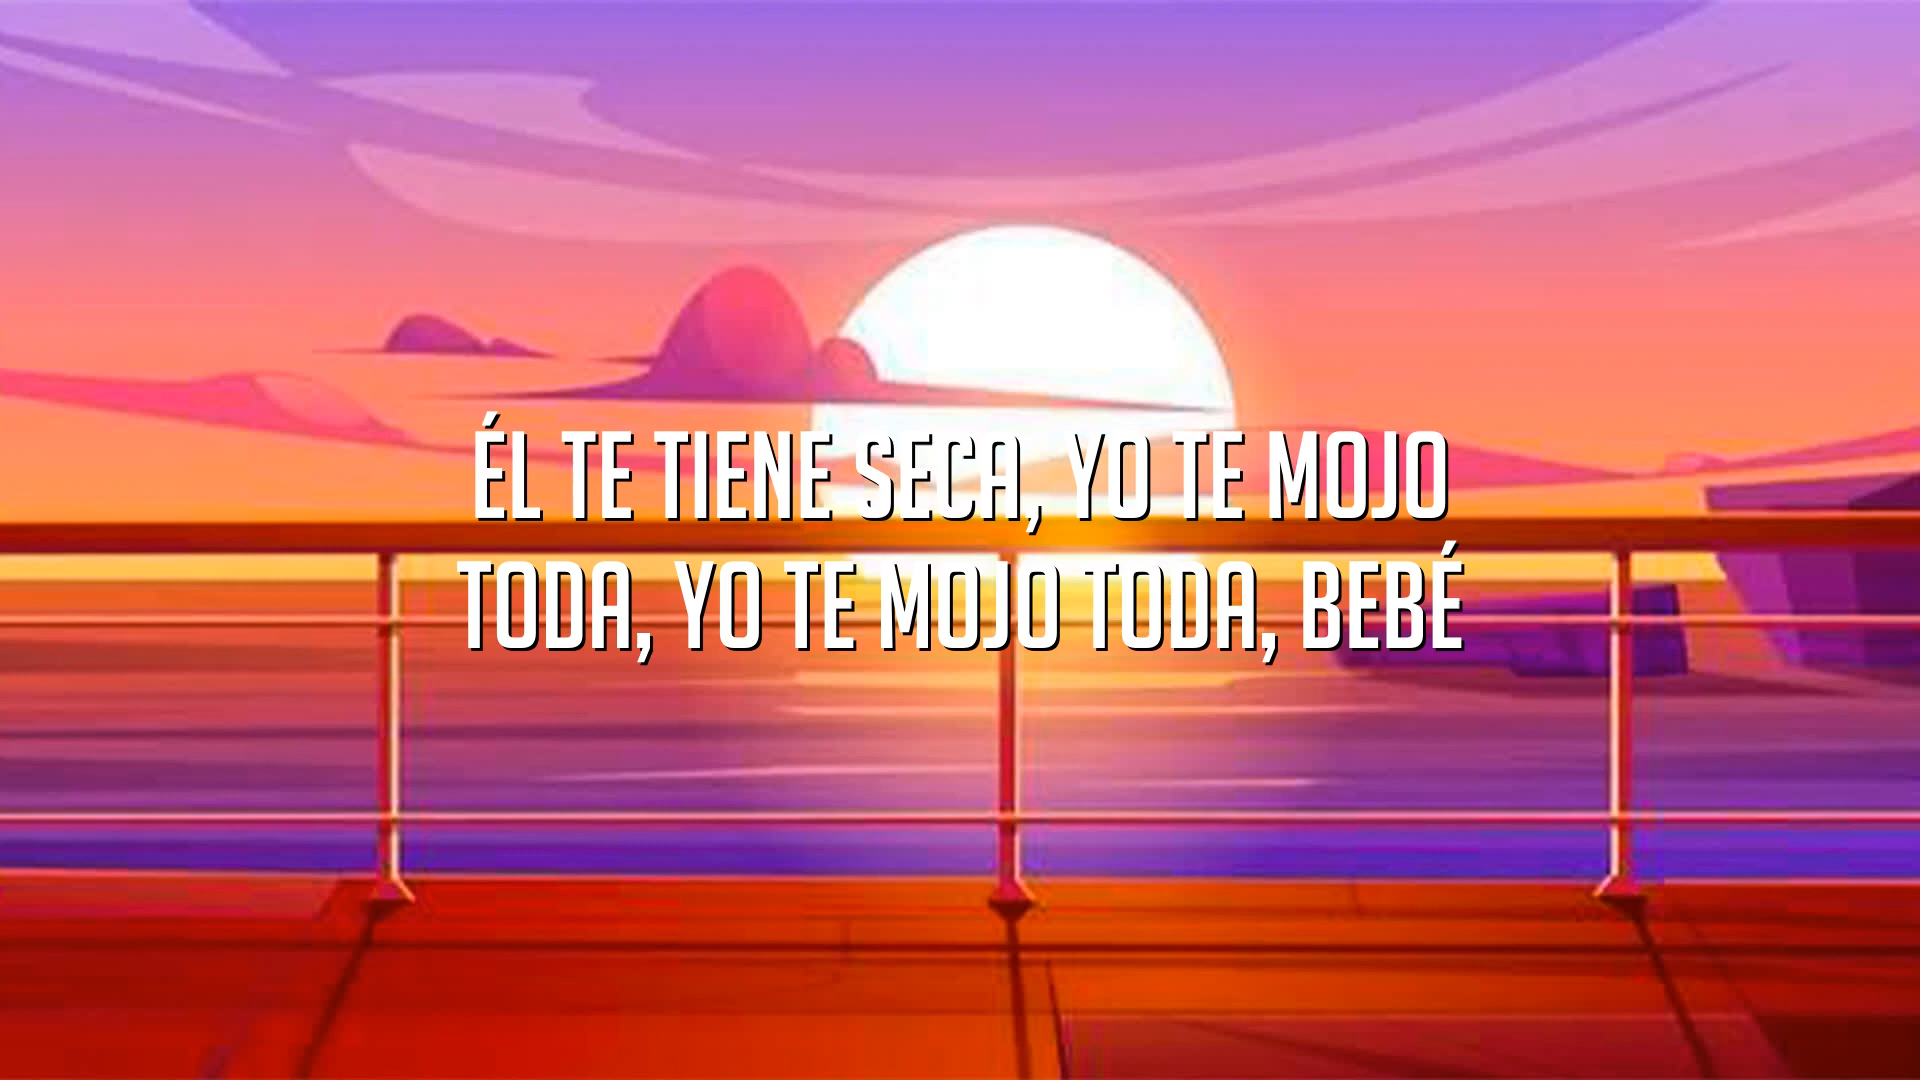 ÉL TE TIENE SECA, YO TE MOJO
TODA, YO TE MOJO TODA, BEBÉ